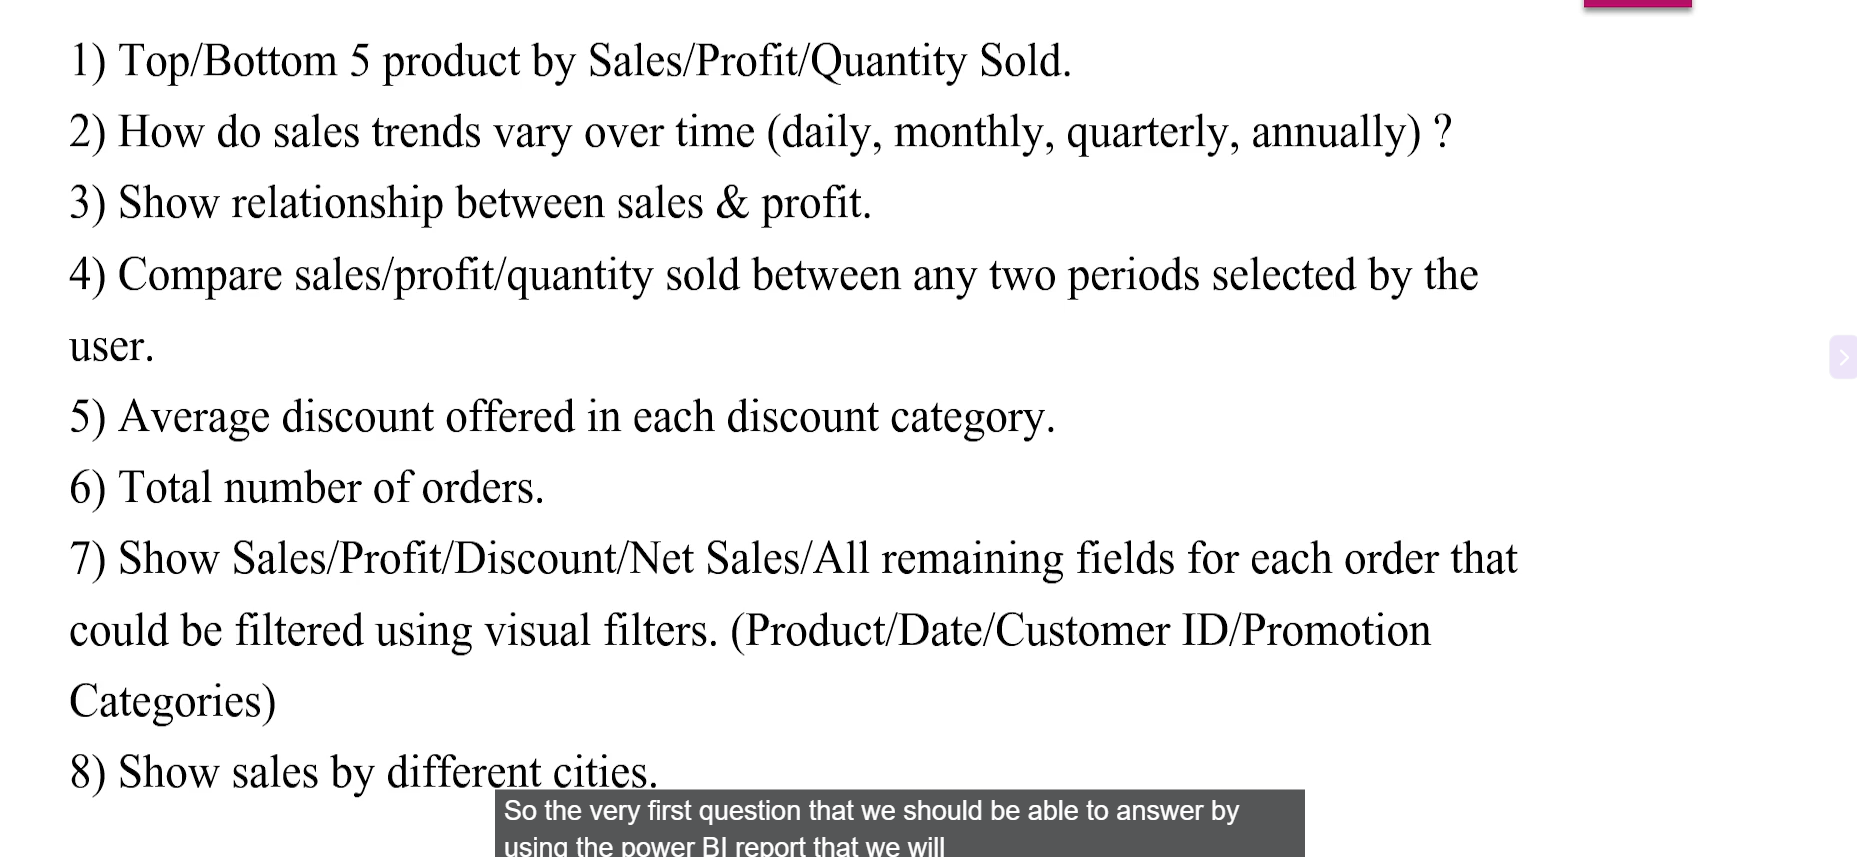 1) Top/Bottom 5 product by Sales/Profit/Quantity Sold.
2) How do sales trends vary over time (daily, monthly, quarterly, annually) ?
3) Show relationship between sales & profit.
4) Compare sales/profit/quantity sold between any two periods selected by the
user.
5) Average discount offered in each discount category.
6) Total number of orders.
7) Show Sales/Profit/Discount/Net Sales/All remaining fields for each order that
could be filtered using visual filters. (Product/Date/Customer ID/Promotion
Categories)
8) Show sales by different cities.
So the very first question that we should be able to answer by
using the power BI report that we will